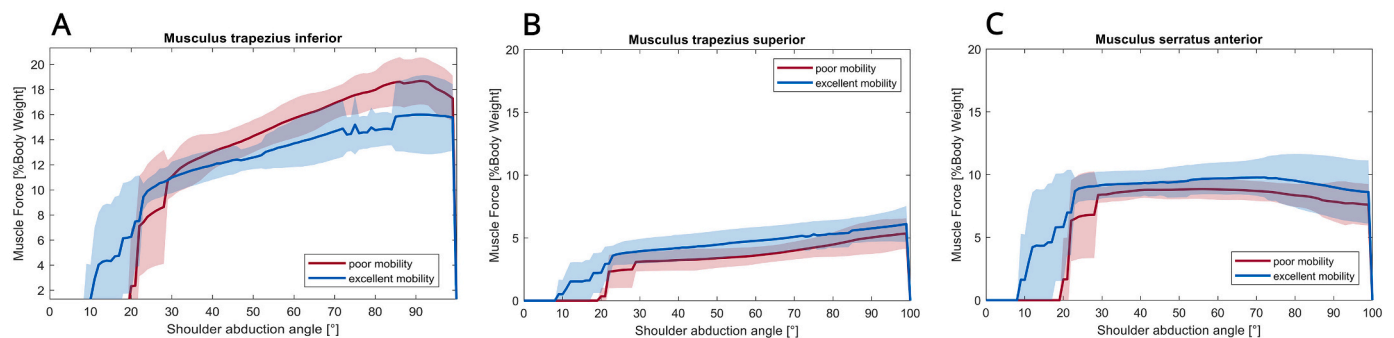 A
Musculus trapezius inferior
Muscle Force [%Body Weight]
20
18
16
14
12
10
8
6
4
2
0 10 20 30 40 50 60 70 80 90
Shoulder abduction angle [°]
poor mobility
excellent mobility
B
Musculus trapezius superior
Muscle Force [%Body Weight]
20
15
10
5
0
0 10 20 30 40 50 60 70 80 90 100
Shoulder abduction angle [°]
poor mobility
excellent mobility
C
Musculus serratus anterior
Muscle Force [%Body Weight]
20
15
10
5
0
0 10 20 30 40 50 60 70 80 90 100
Shoulder abduction angle [°]
poor mobility
excellent mobility